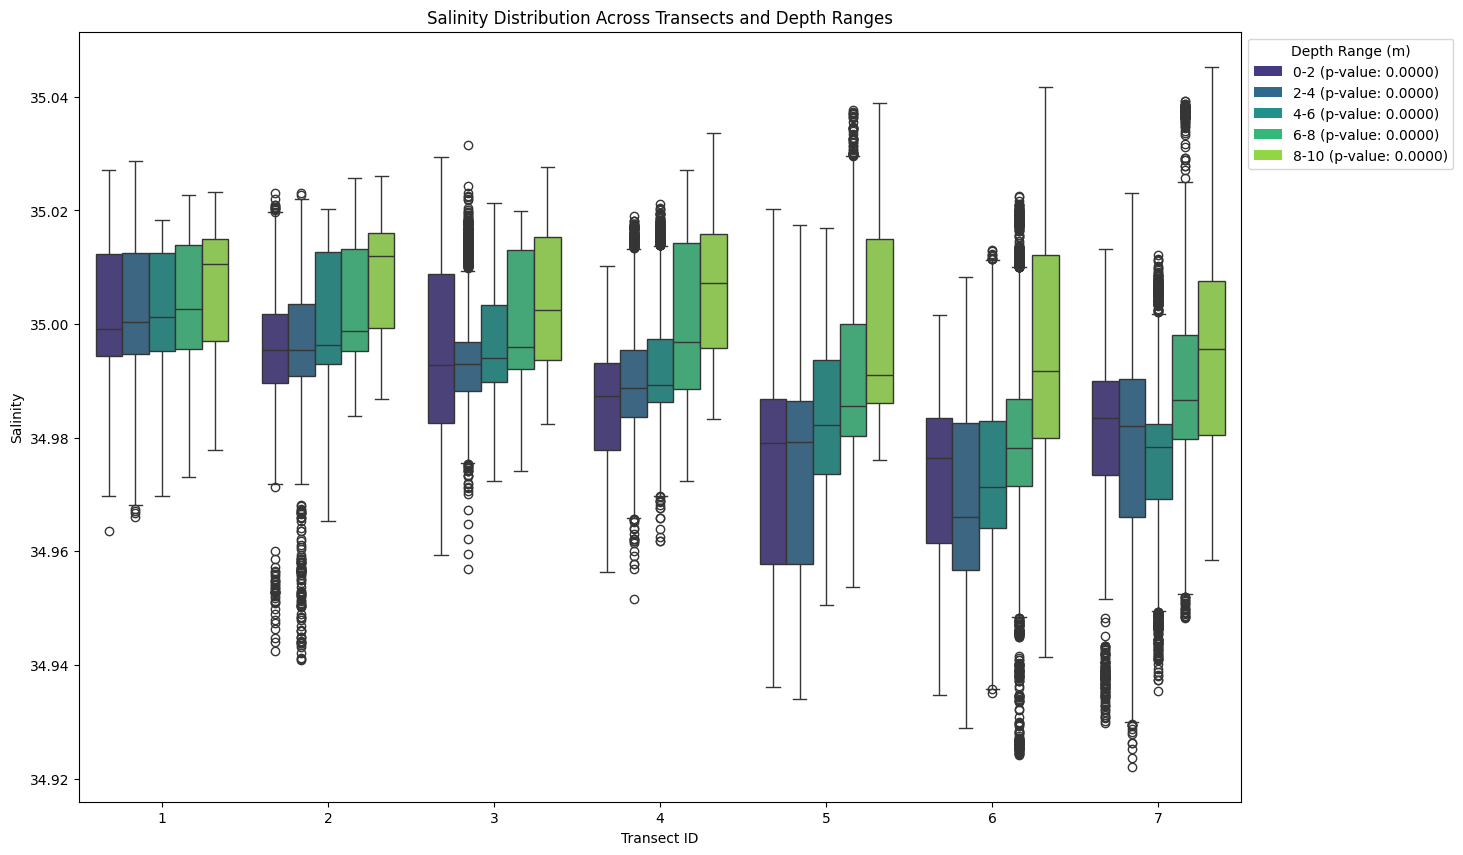 Salinity Distribution Across Transects and Depth Ranges
Depth Range (m)
0-2 (p-value: 0.0000)
2-4 (p-value: 0.0000)
4-6 (p-value: 0.0000)
6-8 (p-value: 0.0000)
8-10 (p-value: 0.0000)
Salinity
35.04
35.02
35.00
34.98
34.96
34.94
34.92
1 2 3 4 5 6 7
Transect ID